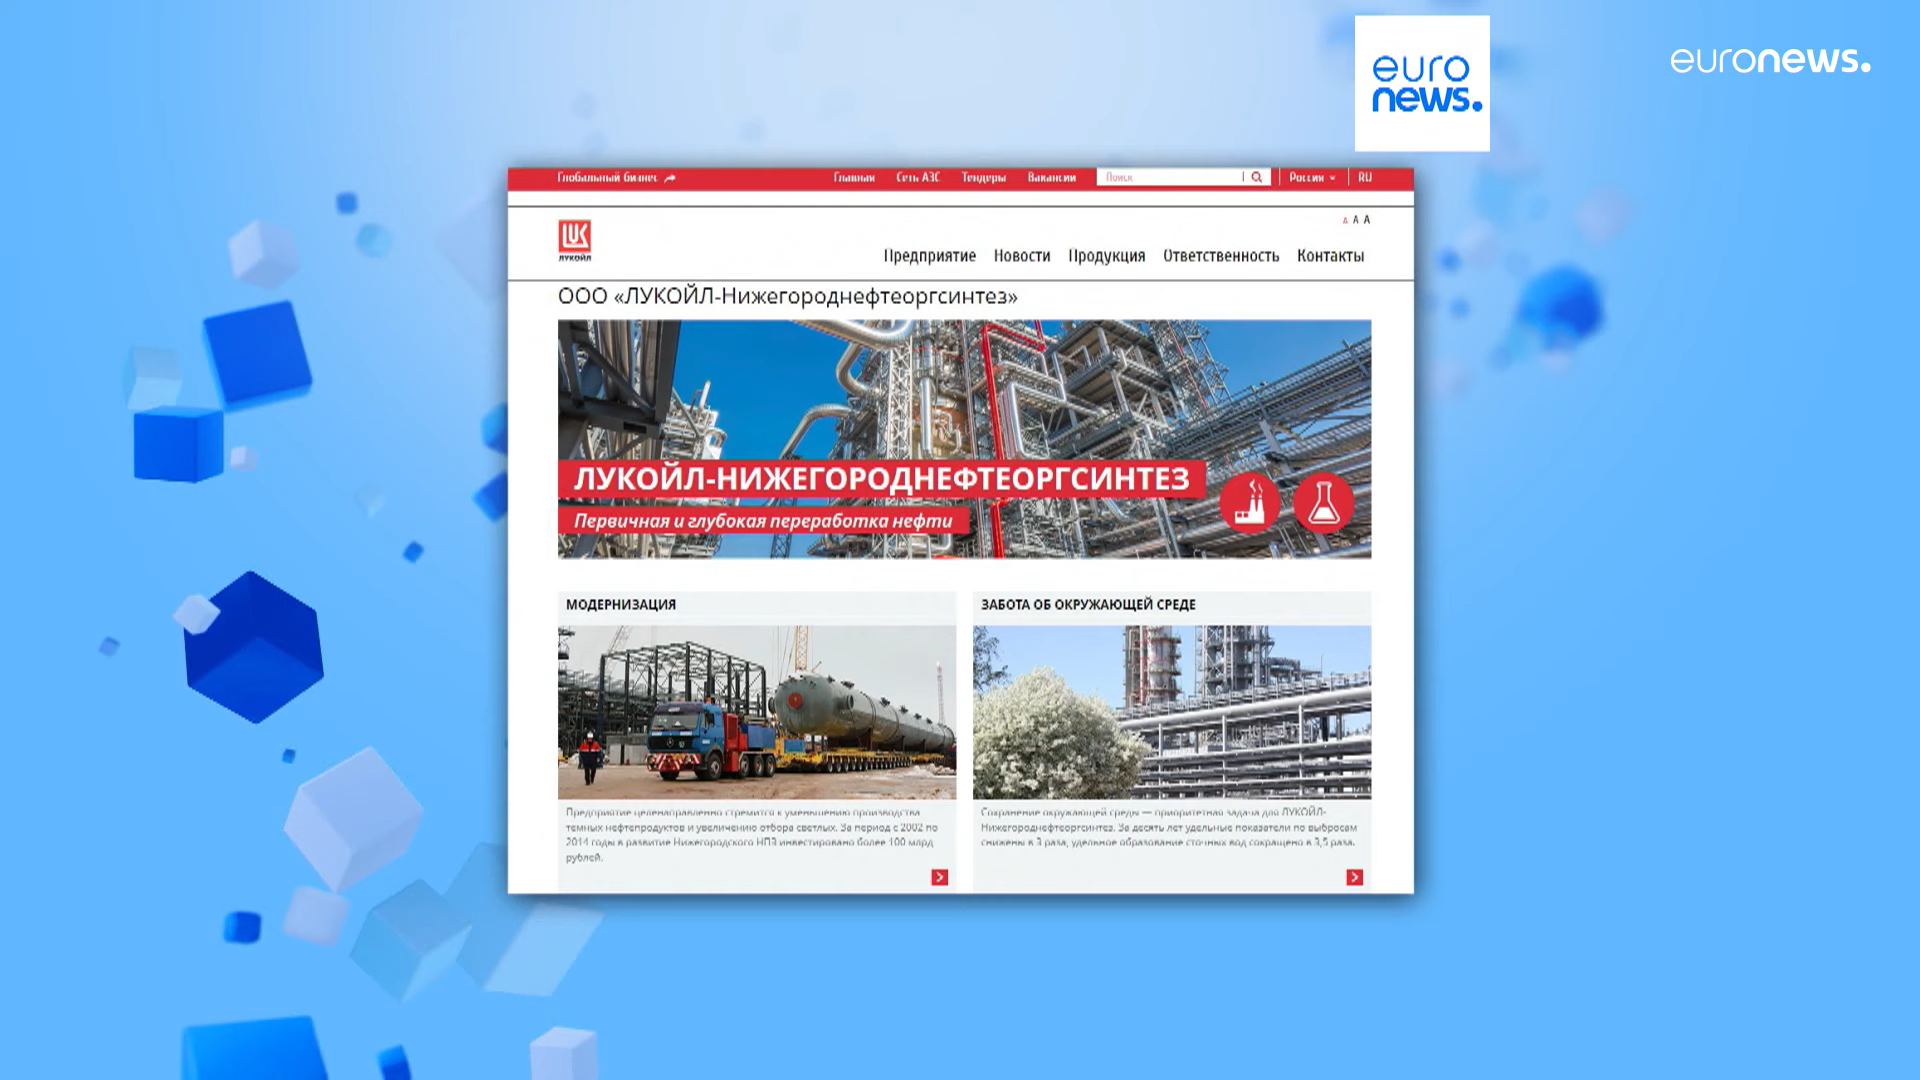 euro
news.
euronews.
Глобальный бизнес
Главная Сеть АЗС Тендеры Вакансии Поиск Россия RU
А А А
LUK
ЛУКОЙЛ
Предприятие Новости Продукция Ответственность Контакты
ООО «ЛУКОЙЛ-Нижегороднефтеоргсинтез»
ЛУКОЙЛ-НИЖЕГОРОДНЕФТЕОРГСИНТЕЗ
Первичная и глубокая переработка нефти
МОДЕРНИЗАЦИЯ
Предприятие целенаправленно стремится к уменьшению производства
темных нефтепродуктов и увеличению отбора светлых. За период с 2002 по
2014 годы в развитие Нижегородского НПЗ инвестировано более 100 млрд
рублей.
ЗАБОТА ОБ ОКРУЖАЮЩЕЙ СРЕДЕ
Сохранение окружающей среды — приоритетная задача для ЛУКОЙЛ-
Нижегороднефтеоргсинтез. За десять лет удельные показатели по выбросам
снижены в 3 раза, удельное образование сточных вод сокращено в 3,5 раза.